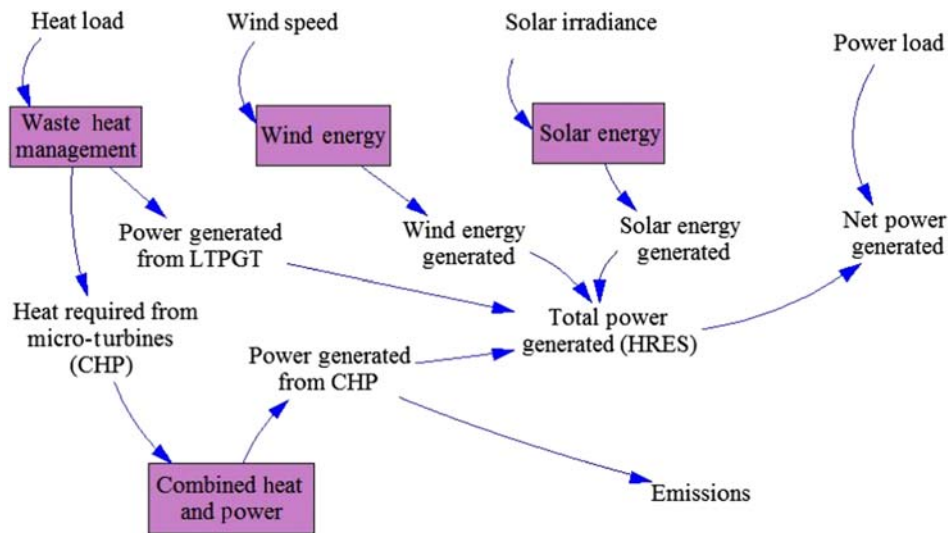 Heat load
Wind speed
Solar irradiance
Power load
Waste heat
management
Wind energy
Solar energy
Power generated
from LTPGT
Wind energy
generated
Solar energy
generated
Net power
generated
Heat required from
micro-turbines
(CHP)
Total power
generated (HRES)
Power generated
from CHP
Combined heat
and power
Emissions